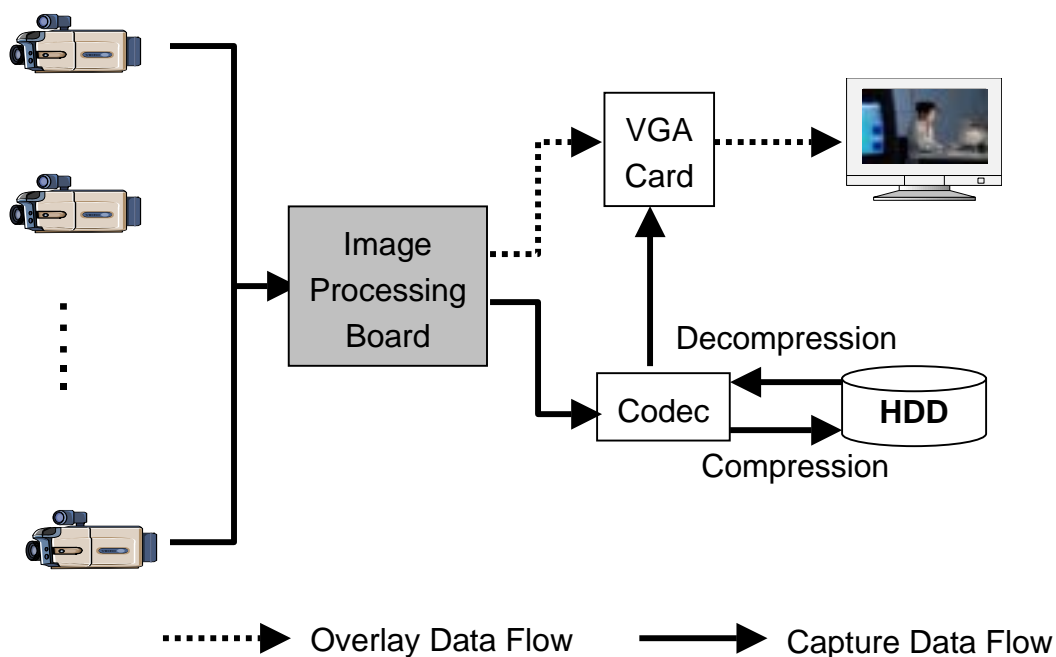 VGA
Card
Image
Processing
Board
Decompression
Codec
HDD
Compression
Overlay Data Flow
Capture Data Flow